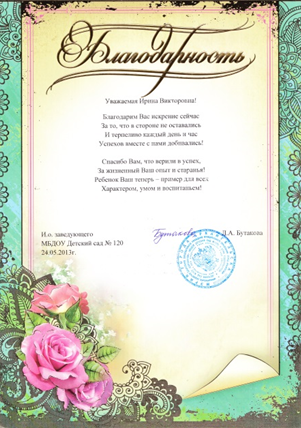 Благодарность
Уважаемая Ирина Викторовна!
Благодарим Вас искренне сейчас
За то, что в стороне не оставались
И терпеливо каждый день и час
Успехов вместе с нами добивались!
Спасибо Вам, что верили в успех,
За жизненный Ваш опыт и старанья!
Ребенок Ваш теперь – пример для всех
Характером, умом и воспитаньем!
И.о. заведующего
МБДОУ Детский сад № 120
24.05.2013г.
Л.А. Бутакова